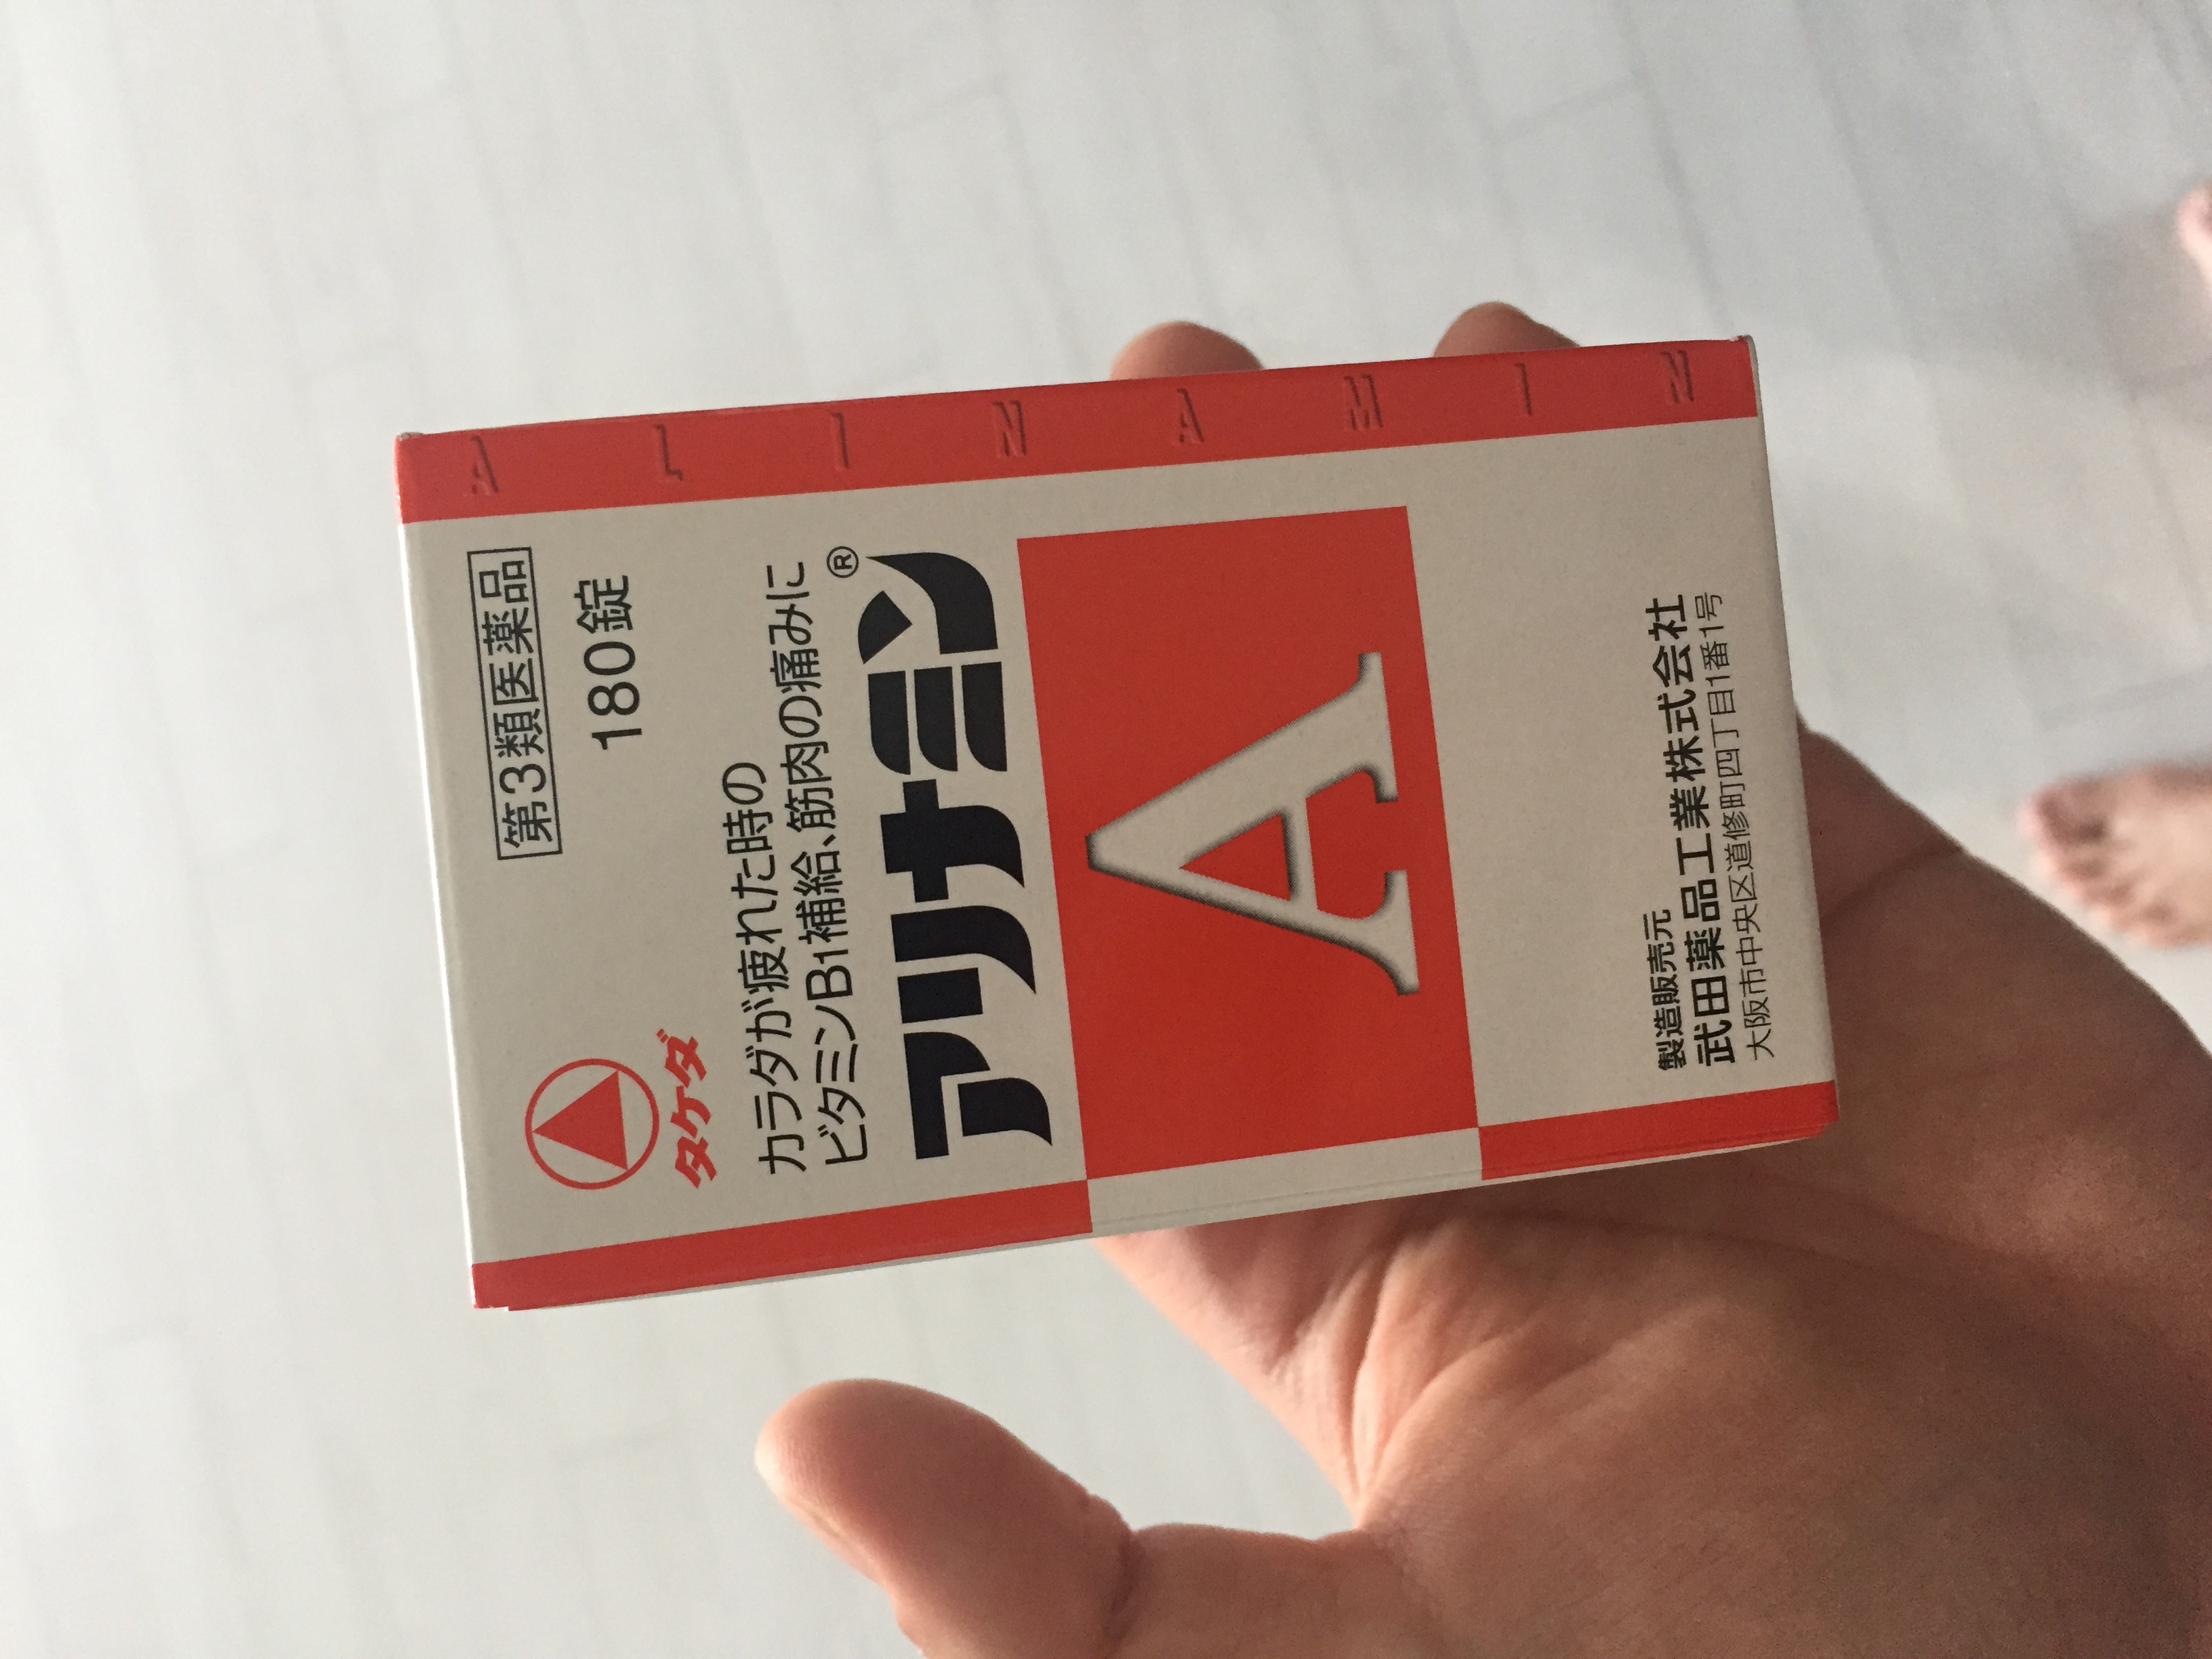 ALINAMIN
第3類医薬品
180錠
タケダ
カラダが疲れた時の
ビタミンB1補給、筋肉の痛みに
アリナミン®
A
製造販売元
武田薬品工業株式会社
大阪市中央区道修町四丁目1番1号